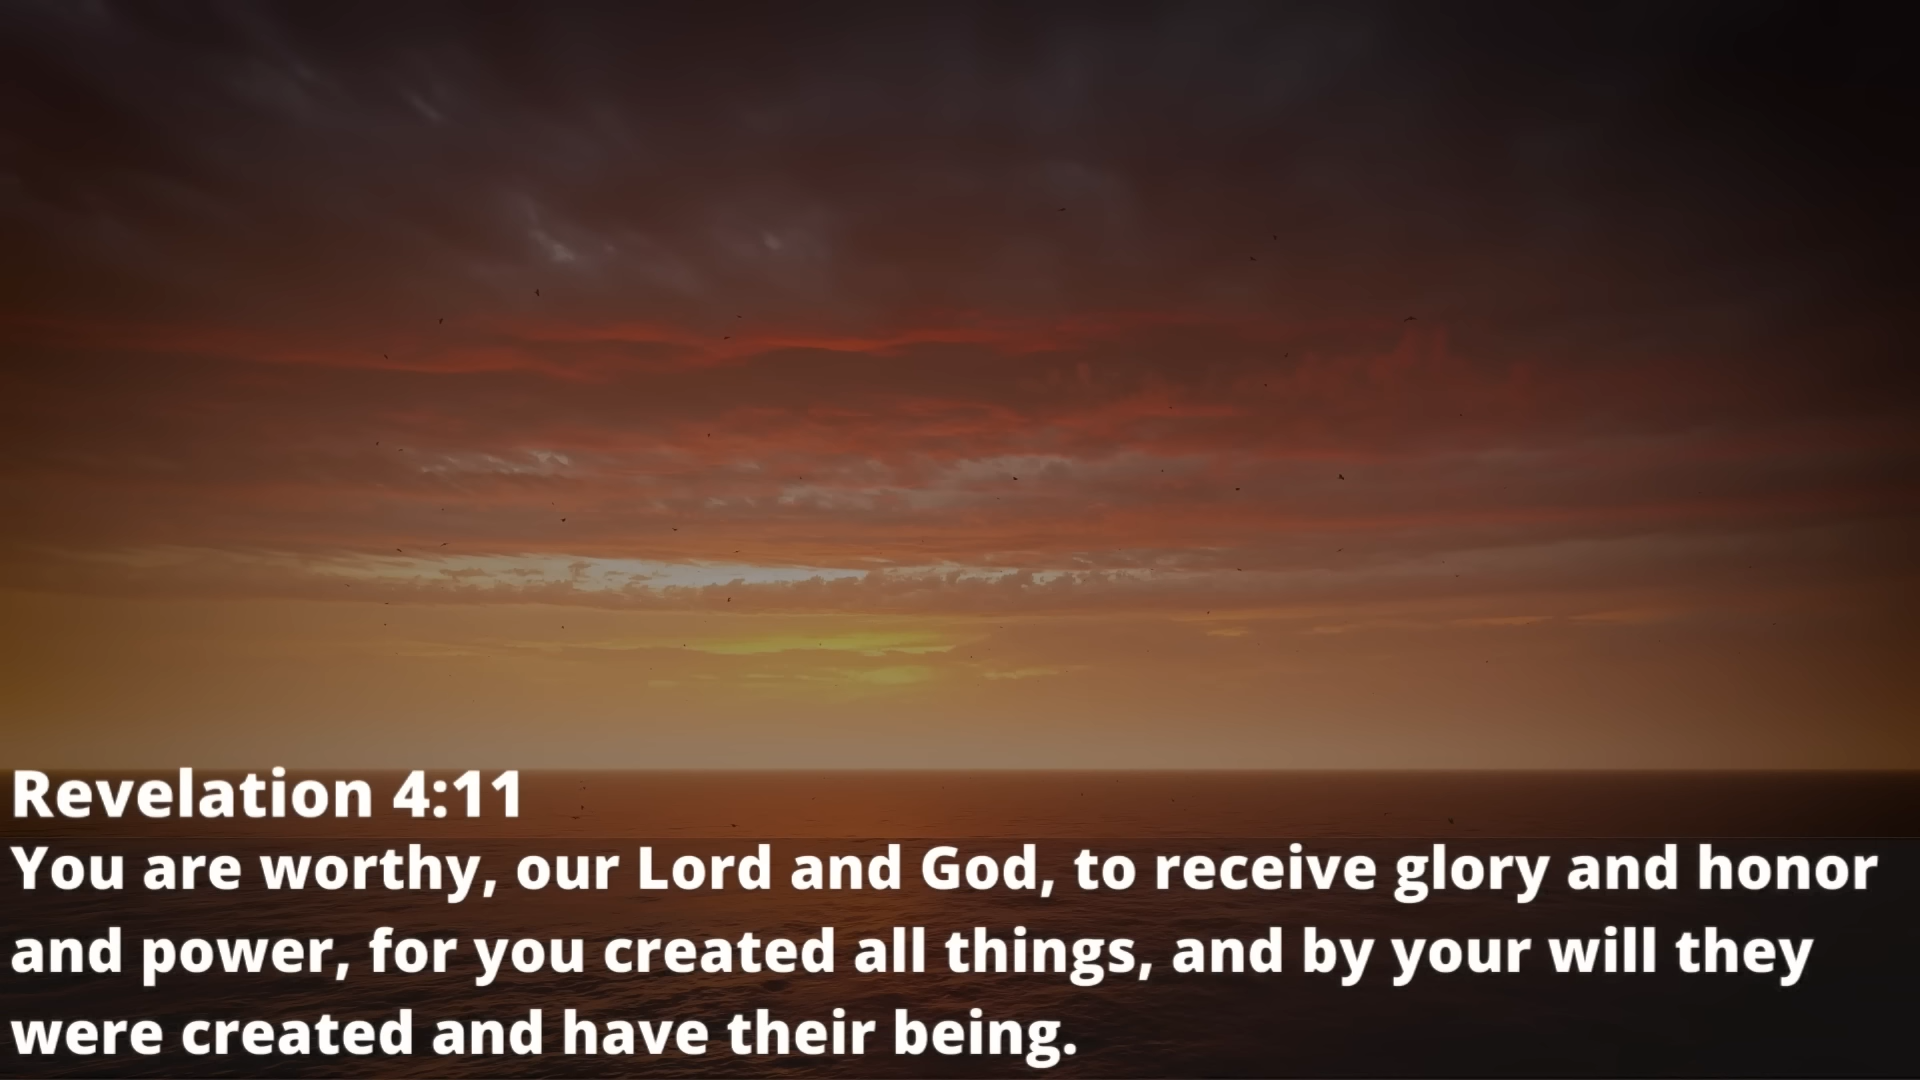 Revelation 4:11
You are worthy, our Lord and God, to receive glory and honor
and power, for you created all things, and by your will they
were created and have their being.